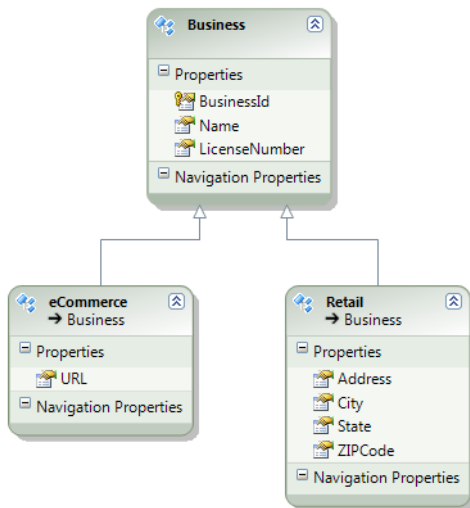 Business
Properties
BusinessId
Name
LicenseNumber
Navigation Properties
eCommerce
→ Business
Properties
URL
Navigation Properties
Retail
→ Business
Properties
Address
City
State
ZIPCode
Navigation Properties